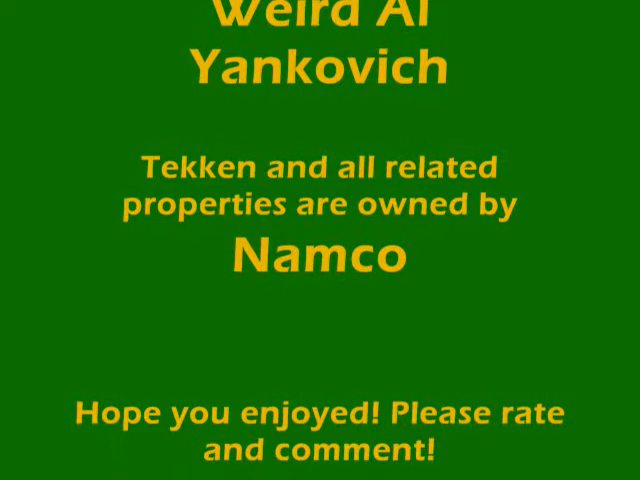 Weird Al
Yankovich
Tekken and all related
properties are owned by
Namco
Hope you enjoyed! Please rate
and comment!